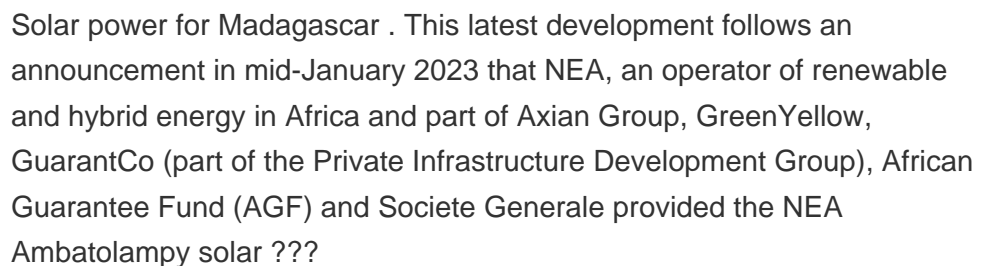 Solar power for Madagascar . This latest development follows an
announcement in mid-January 2023 that NEA, an operator of renewable
and hybrid energy in Africa and part of Axian Group, GreenYellow,
GuarantCo (part of the Private Infrastructure Development Group), African
Guarantee Fund (AGF) and Societe Generale provided the NEA
Ambatolampy solar ???